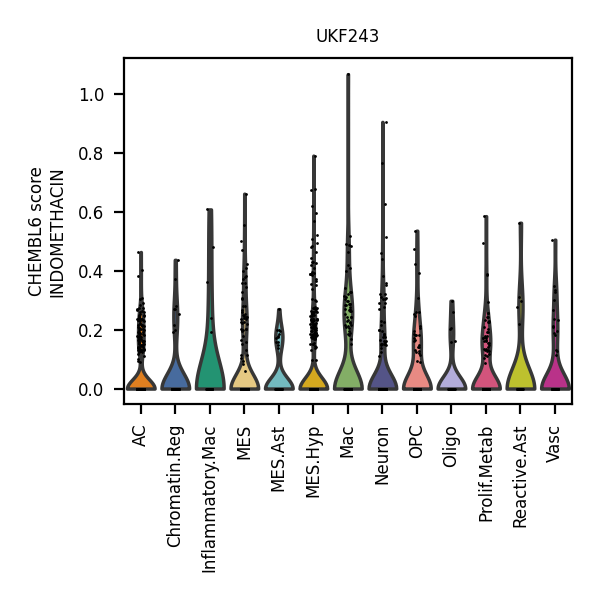 UKF243
CHEMBL6 score
INDOMETHACIN
1.0
0.8
0.6
0.4
0.2
0.0
AC
Chromatin.Reg
Inflammatory.Mac
MES
MES.Ast
MES.Hyp
Mac
Neuron
OPC
Oligo
Prolif.Metab
Reactive.Ast
Vasc